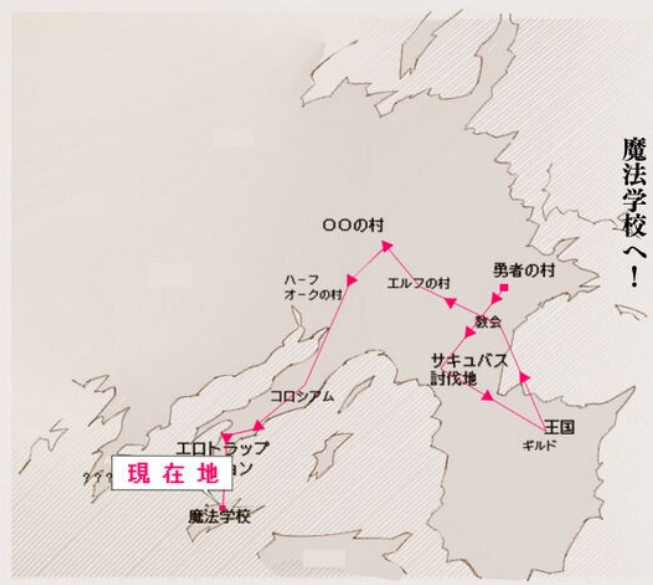 魔法学校へ！
〇〇の村
勇者の村
ハーフ
オークの村
エルフの村
教会
サキュバス
討伐地
コロシアム
王国
ギルド
エロトラップ
ョン
???
現在地
魔法学校